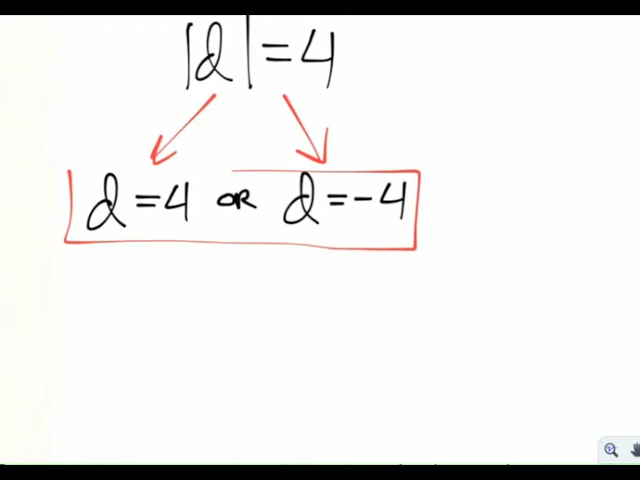 |d| = 4
d = 4 OR d = -4